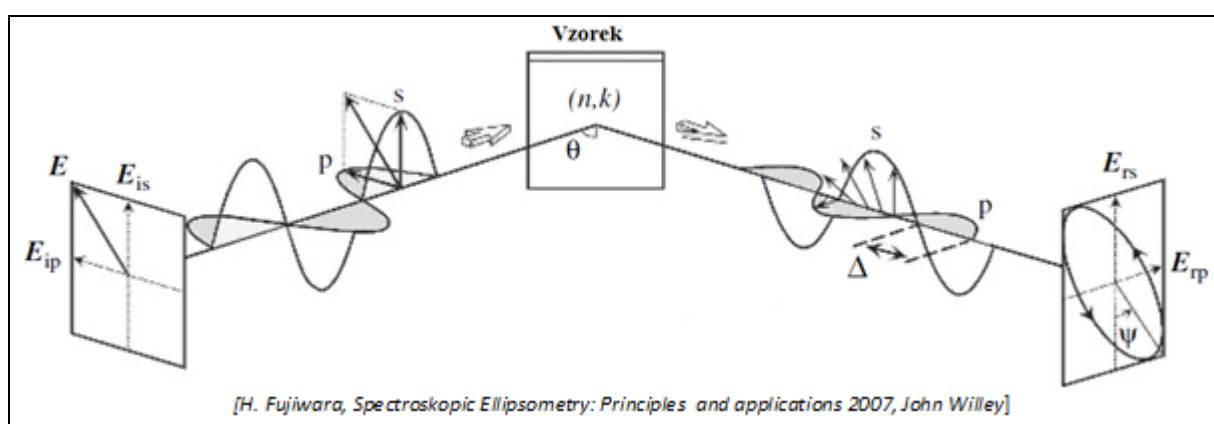 Vzorek
(n,k)
θ
s
p
E
E_is
E_ip
s
p
Δ
E_rs
E_rp
ψ
[H. Fujiwara, Spectroskopic Ellipsometry: Principles and applications 2007, John Willey]